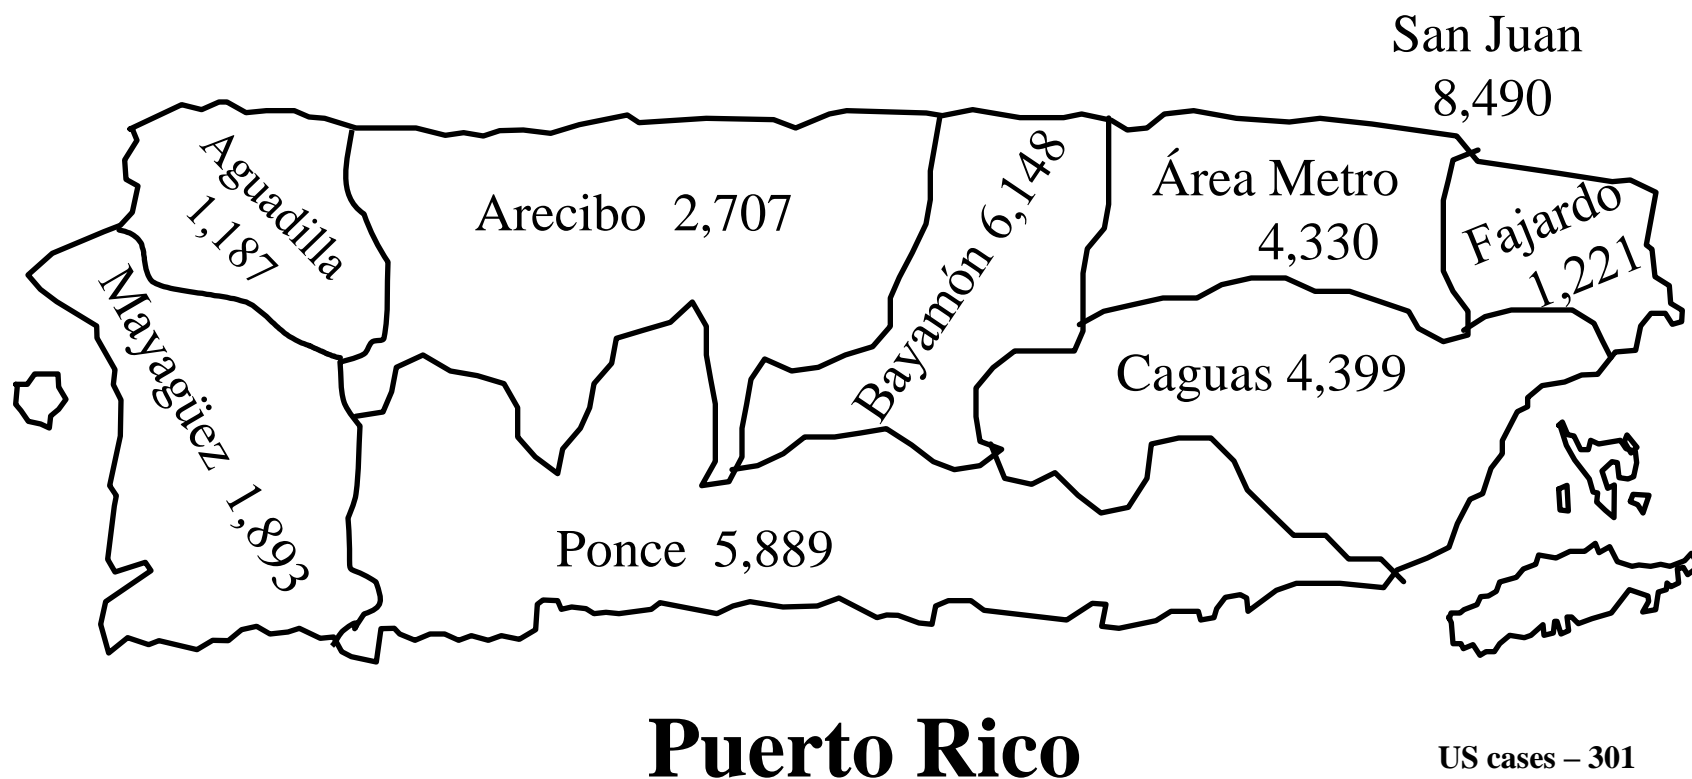 San Juan
8,490
Aguadilla
1,187
Arecibo 2,707
Bayamón 6,148
Área Metro
4,330
Fajardo
1,221
Mayagüez 1,893
Caguas 4,399
Ponce 5,889
Puerto Rico
US cases – 301